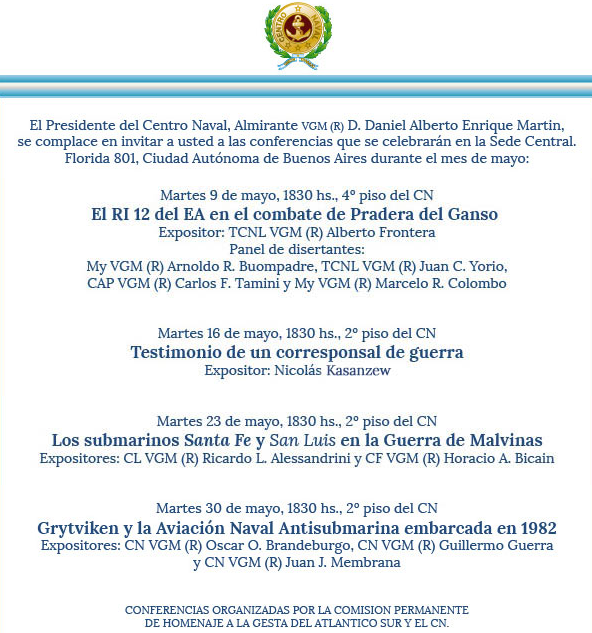 CENTRO NAVAL
El Presidente del Centro Naval, Almirante VGM (R) D. Daniel Alberto Enrique Martin,
se complace en invitar a usted a las conferencias que se celebrarán en la Sede Central.
Florida 801, Ciudad Autónoma de Buenos Aires durante el mes de mayo:
Martes 9 de mayo, 1830 hs., 4º piso del CN
El RI 12 del EA en el combate de Pradera del Ganso
Expositor: TCNL VGM (R) Alberto Frontera
Panel de disertantes:
My VGM (R) Arnoldo R. Buompadre, TCNL VGM (R) Juan C. Yorio,
CAP VGM (R) Carlos F. Tamini y My VGM (R) Marcelo R. Colombo
Martes 16 de mayo, 1830 hs., 2º piso del CN
Testimonio de un corresponsal de guerra
Expositor: Nicolás Kasanzew
Martes 23 de mayo, 1830 hs., 2º piso del CN
Los submarinos Santa Fe y San Luis en la Guerra de Malvinas
Expositores: CL VGM (R) Ricardo L. Alessandrini y CF VGM (R) Horacio A. Bicain
Martes 30 de mayo, 1830 hs., 2º piso del CN
Grytviken y la Aviación Naval Antisubmarina embarcada en 1982
Expositores: CN VGM (R) Oscar O. Brandeburgo, CN VGM (R) Guillermo Guerra
y CN VGM (R) Juan J. Membrana
CONFERENCIAS ORGANIZADAS POR LA COMISION PERMANENTE
DE HOMENAJE A LA GESTA DEL ATLANTICO SUR Y EL CN.